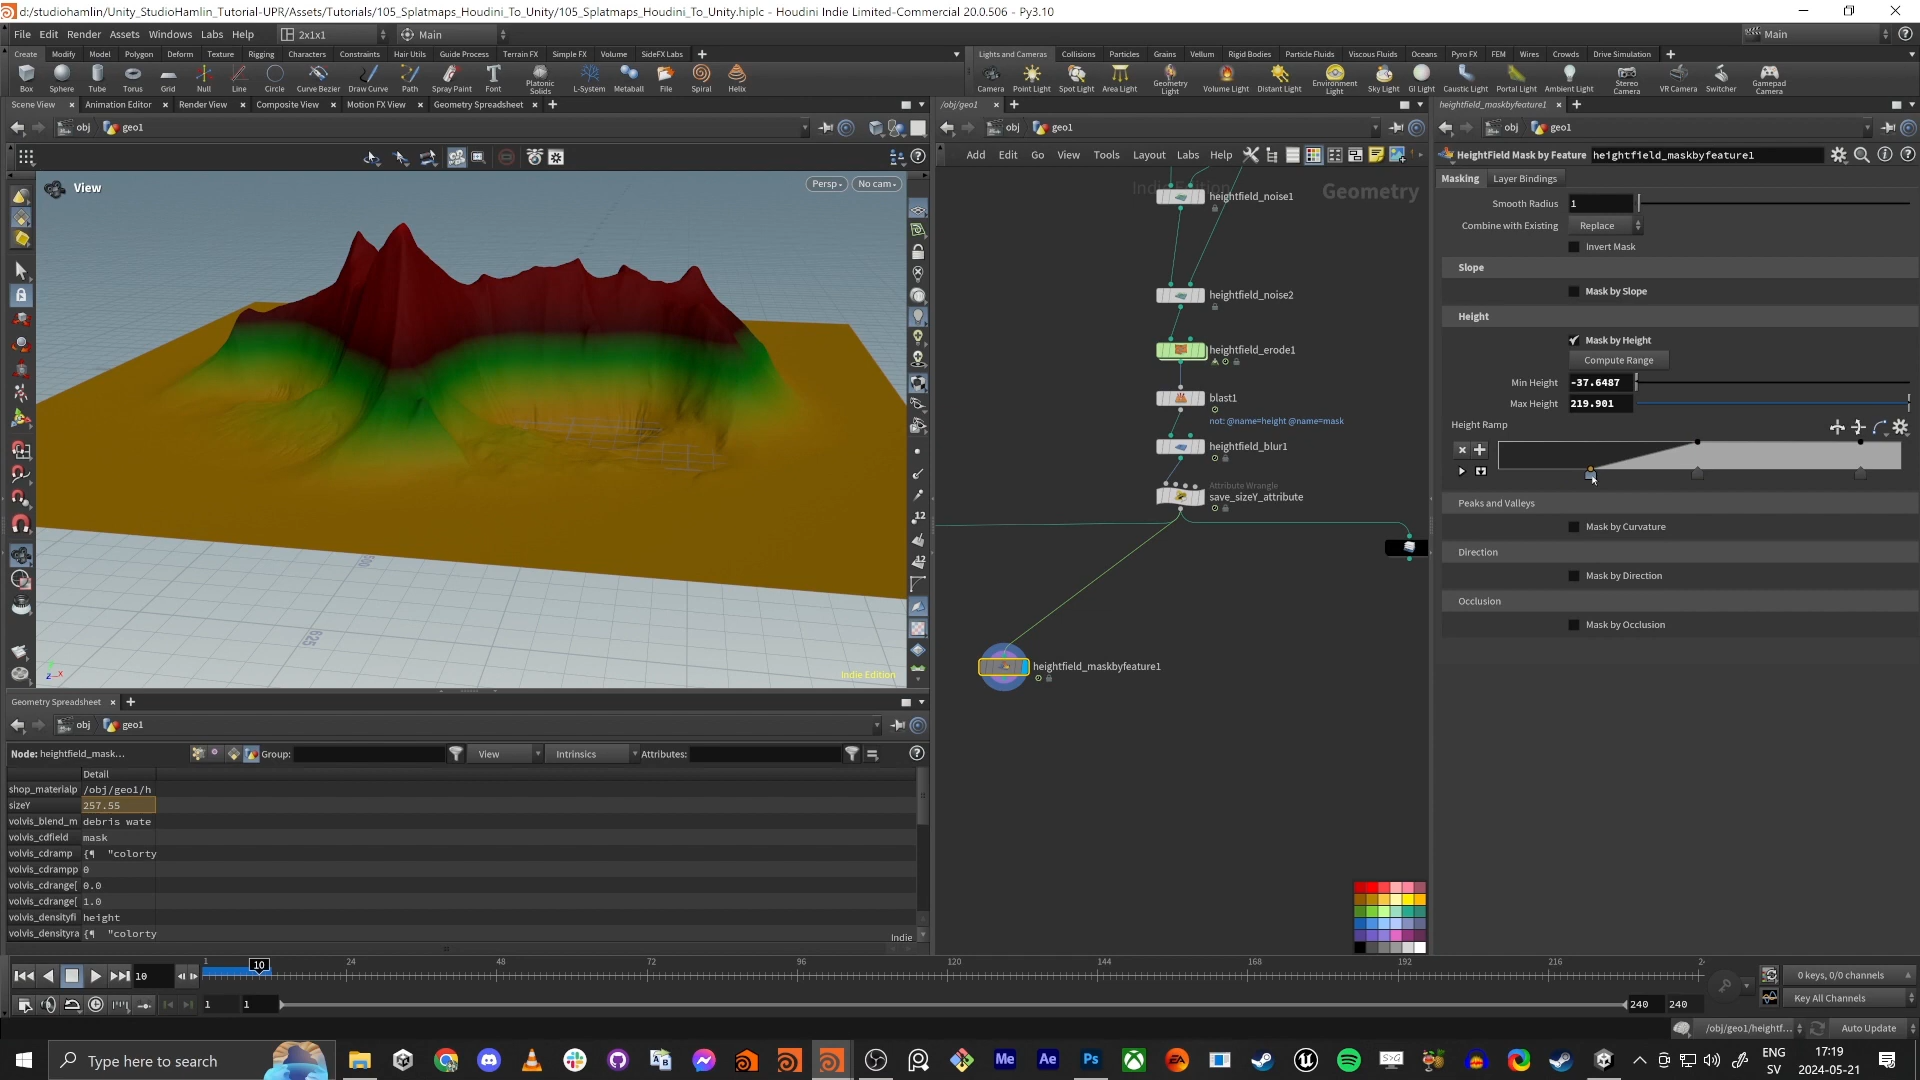 d:/studiohamlin/Unity_StudioHamlin_Tutorial-UPR/Assets/Tutorials/105_Splatmaps_Houdini_To_Unity/105_Splatmaps_Houdini_To_Unity.hiplc - Houdini Indie Limited-Commercial 20.0.506 - Py3.10
File Edit Render Assets Windows Labs Help 2x1x1 Main Main
Create Modify Model Polygon Deform Texture Rigging Characters Constraints Hair Utils Guide Process Terrain FX Simple FX Volume SideFX Labs
Lights and Cameras Collisions Particles Grains Vellum Rigid Bodies Particle Fluids Viscous Fluids Oceans Pyro FX FEM Wires Crowds Drive Simulation
Box Sphere Tube Torus Grid Null Line Circle Curve Bezier Draw Curve Path Spray Paint Font Platonic Solids L-System Metaball File Spiral Helix
Camera Point Light Spot Light Area Light Geometry Light Volume Light Distant Light Environment Light Sky Light GI Light Caustic Light Portal Light Ambient Light Stereo Camera VR Camera Switcher Gamepad Camera
Scene View Animation Editor Render View Composite View Motion FX View Geometry Spreadsheet
/obj/geo1
heightfield_maskbyfeature1
obj geo1
obj geo1
obj geo1
View
Persp No cam
625
Indie Edition
Add Edit Go View Tools Layout Labs Help
Indie Edition
Geometry
heightfield_noise1
heightfield_noise2
heightfield_erode1
blast1
not: @name=height @name=mask
heightfield_blur1
Attribute Wrangle
save_sizeY_attribute
heightfield_maskbyfeature1
HeightField Mask by Feature heightfield_maskbyfeature1
Masking Layer Bindings
Smooth Radius 1
Combine with Existing Replace
Invert Mask
Slope
Mask by Slope
Height
Mask by Height
Compute Range
Min Height -37.6487
Max Height 219.901
Height Ramp
Peaks and Valleys
Mask by Curvature
Direction
Mask by Direction
Occlusion
Mask by Occlusion
Geometry Spreadsheet
obj geo1
Node: heightfield_mask... Group: View Intrinsics Attributes:
Detail
shop_materialp /obj/geo1/h
sizeY 257.55
volvis_blend_m debris wate
volvis_cdfield mask
volvis_cdramp {¶ "colorty
volvis_cdrampp 0
volvis_cdrange[ 0.0
volvis_cdrange[ 1.0
volvis_densityfi height
volvis_densityra {¶ "colorty
Indie
10
1 10 24 48 72 96 120 144 168 192 216 2
1 1 240 240
0 keys, 0/0 channels
Key All Channels
/obj/geo1/heightf... Auto Update
Type here to search
ENG
SV
17:19
2024-05-21